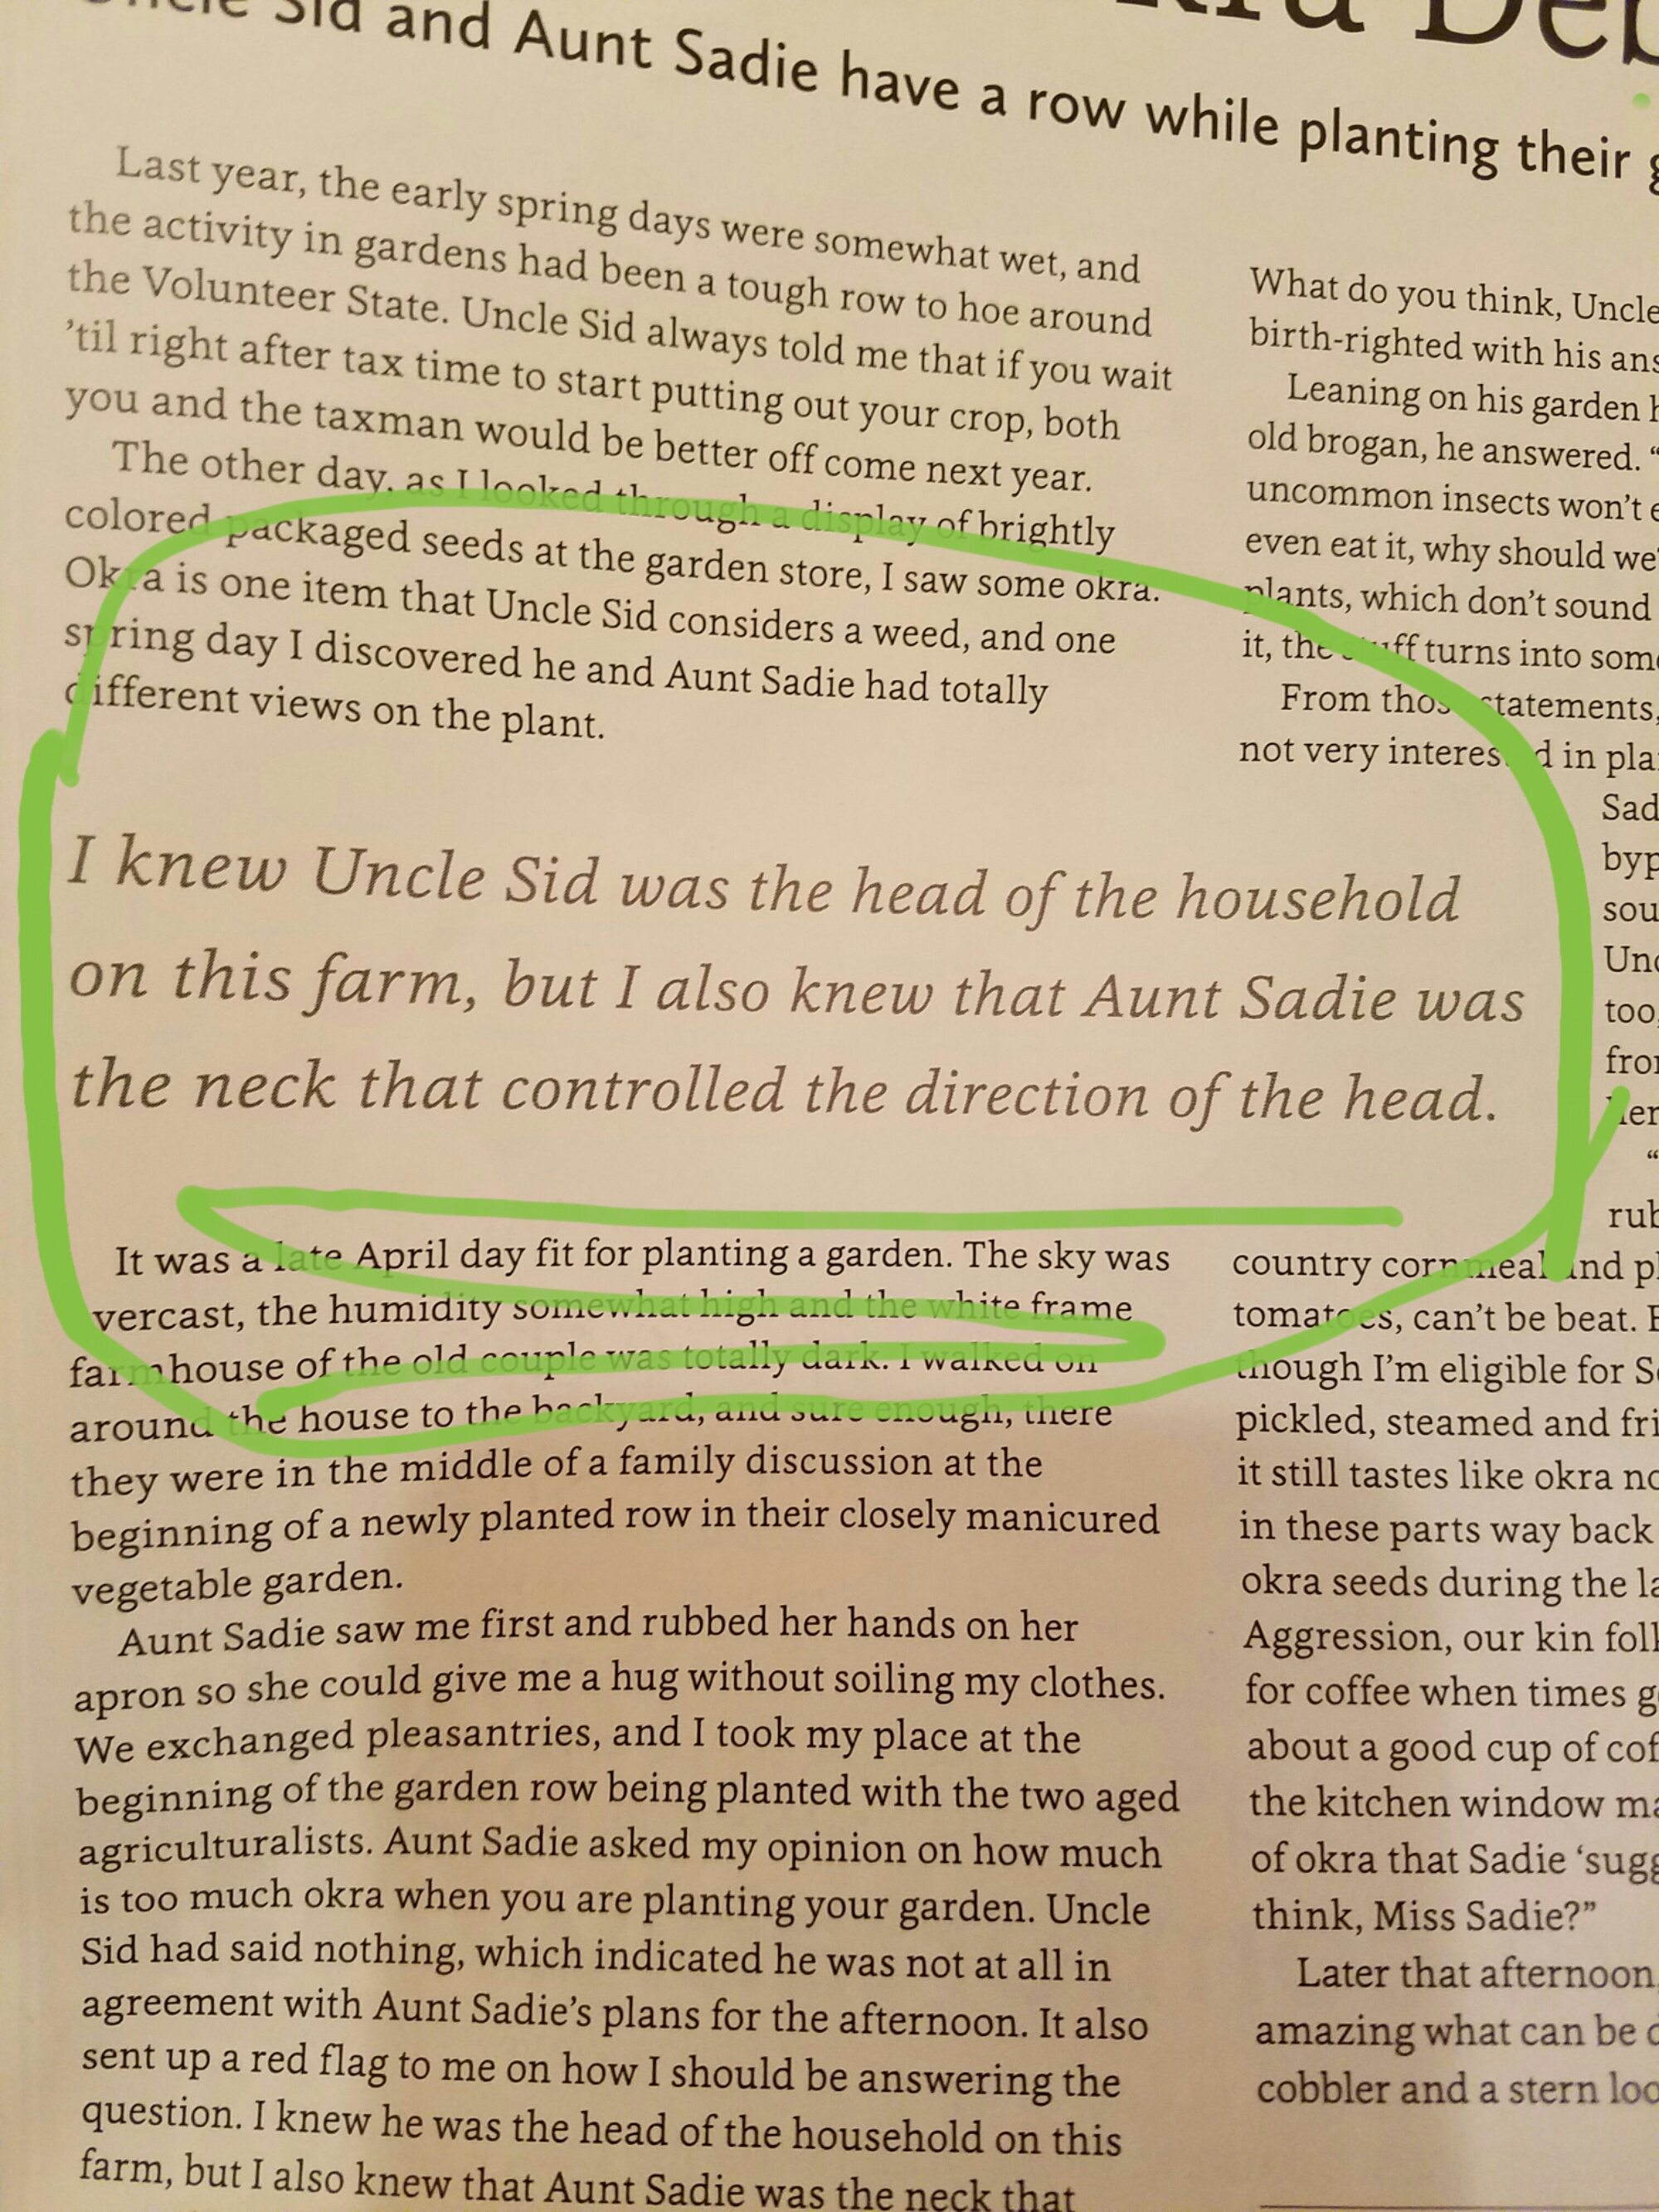 Sid and Aunt Sadie have a row while planting their
Last year, the early spring days were somewhat wet, and
the activity in gardens had been a tough row to hoe around
the Volunteer State. Uncle Sid always told me that if you wait
’til right after tax time to start putting out your crop, both
you and the taxman would be better off come next year.
The other day, as I looked through a display of brightly
colored packaged seeds at the garden store, I saw some okra.
Okra is one item that Uncle Sid considers a weed, and one
spring day I discovered he and Aunt Sadie had totally
different views on the plant.
I knew Uncle Sid was the head of the household
on this farm, but I also knew that Aunt Sadie was
the neck that controlled the direction of the head.
It was a late April day fit for planting a garden. The sky was
vercast, the humidity somewhat high and the white frame
farmhouse of the old couple was totally dark. I walked on
around the house to the backyard, and sure enough, there
they were in the middle of a family discussion at the
beginning of a newly planted row in their closely manicured
vegetable garden.
Aunt Sadie saw me first and rubbed her hands on her
apron so she could give me a hug without soiling my clothes.
We exchanged pleasantries, and I took my place at the
beginning of the garden row being planted with the two aged
agriculturalists. Aunt Sadie asked my opinion on how much
is too much okra when you are planting your garden. Uncle
Sid had said nothing, which indicated he was not at all in
agreement with Aunt Sadie’s plans for the afternoon. It also
sent up a red flag to me on how I should be answering the
question. I knew he was the head of the household on this
farm, but I also knew that Aunt Sadie was the neck that
What do you think, Uncle
birth-righted with his
Leaning on his garden
old brogan, he answered. “
uncommon insects won’t
even eat it, why should
plants, which don’t sound
it, the stuff turns into
From those statements,
not very interested in
Sad
byp
sou
Unc
too,
fro
her
“
rub
country cornmeal and
tomatoes, can’t be beat.
though I’m eligible for
pickled, steamed and
it still tastes like okra
in these parts way back
okra seeds during the
Aggression, our kin
for coffee when times
about a good cup of
the kitchen window
of okra that Sadie
think, Miss Sadie?”
Later that afternoon,
amazing what can be
cobbler and a stern